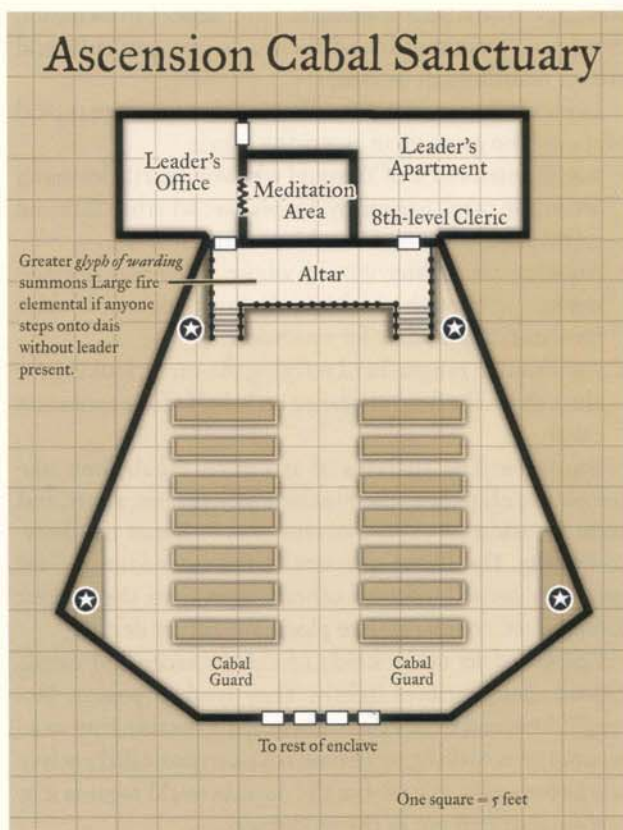 Ascension Cabal Sanctuary
Leader's
Office
Meditation
Area
Leader's
Apartment
8th-level Cleric
Greater glyph of warding
summons Large fire
elemental if anyone
steps onto dais
without leader
present.
Altar
Cabal
Guard
Cabal
Guard
To rest of enclave
One square = 5 feet